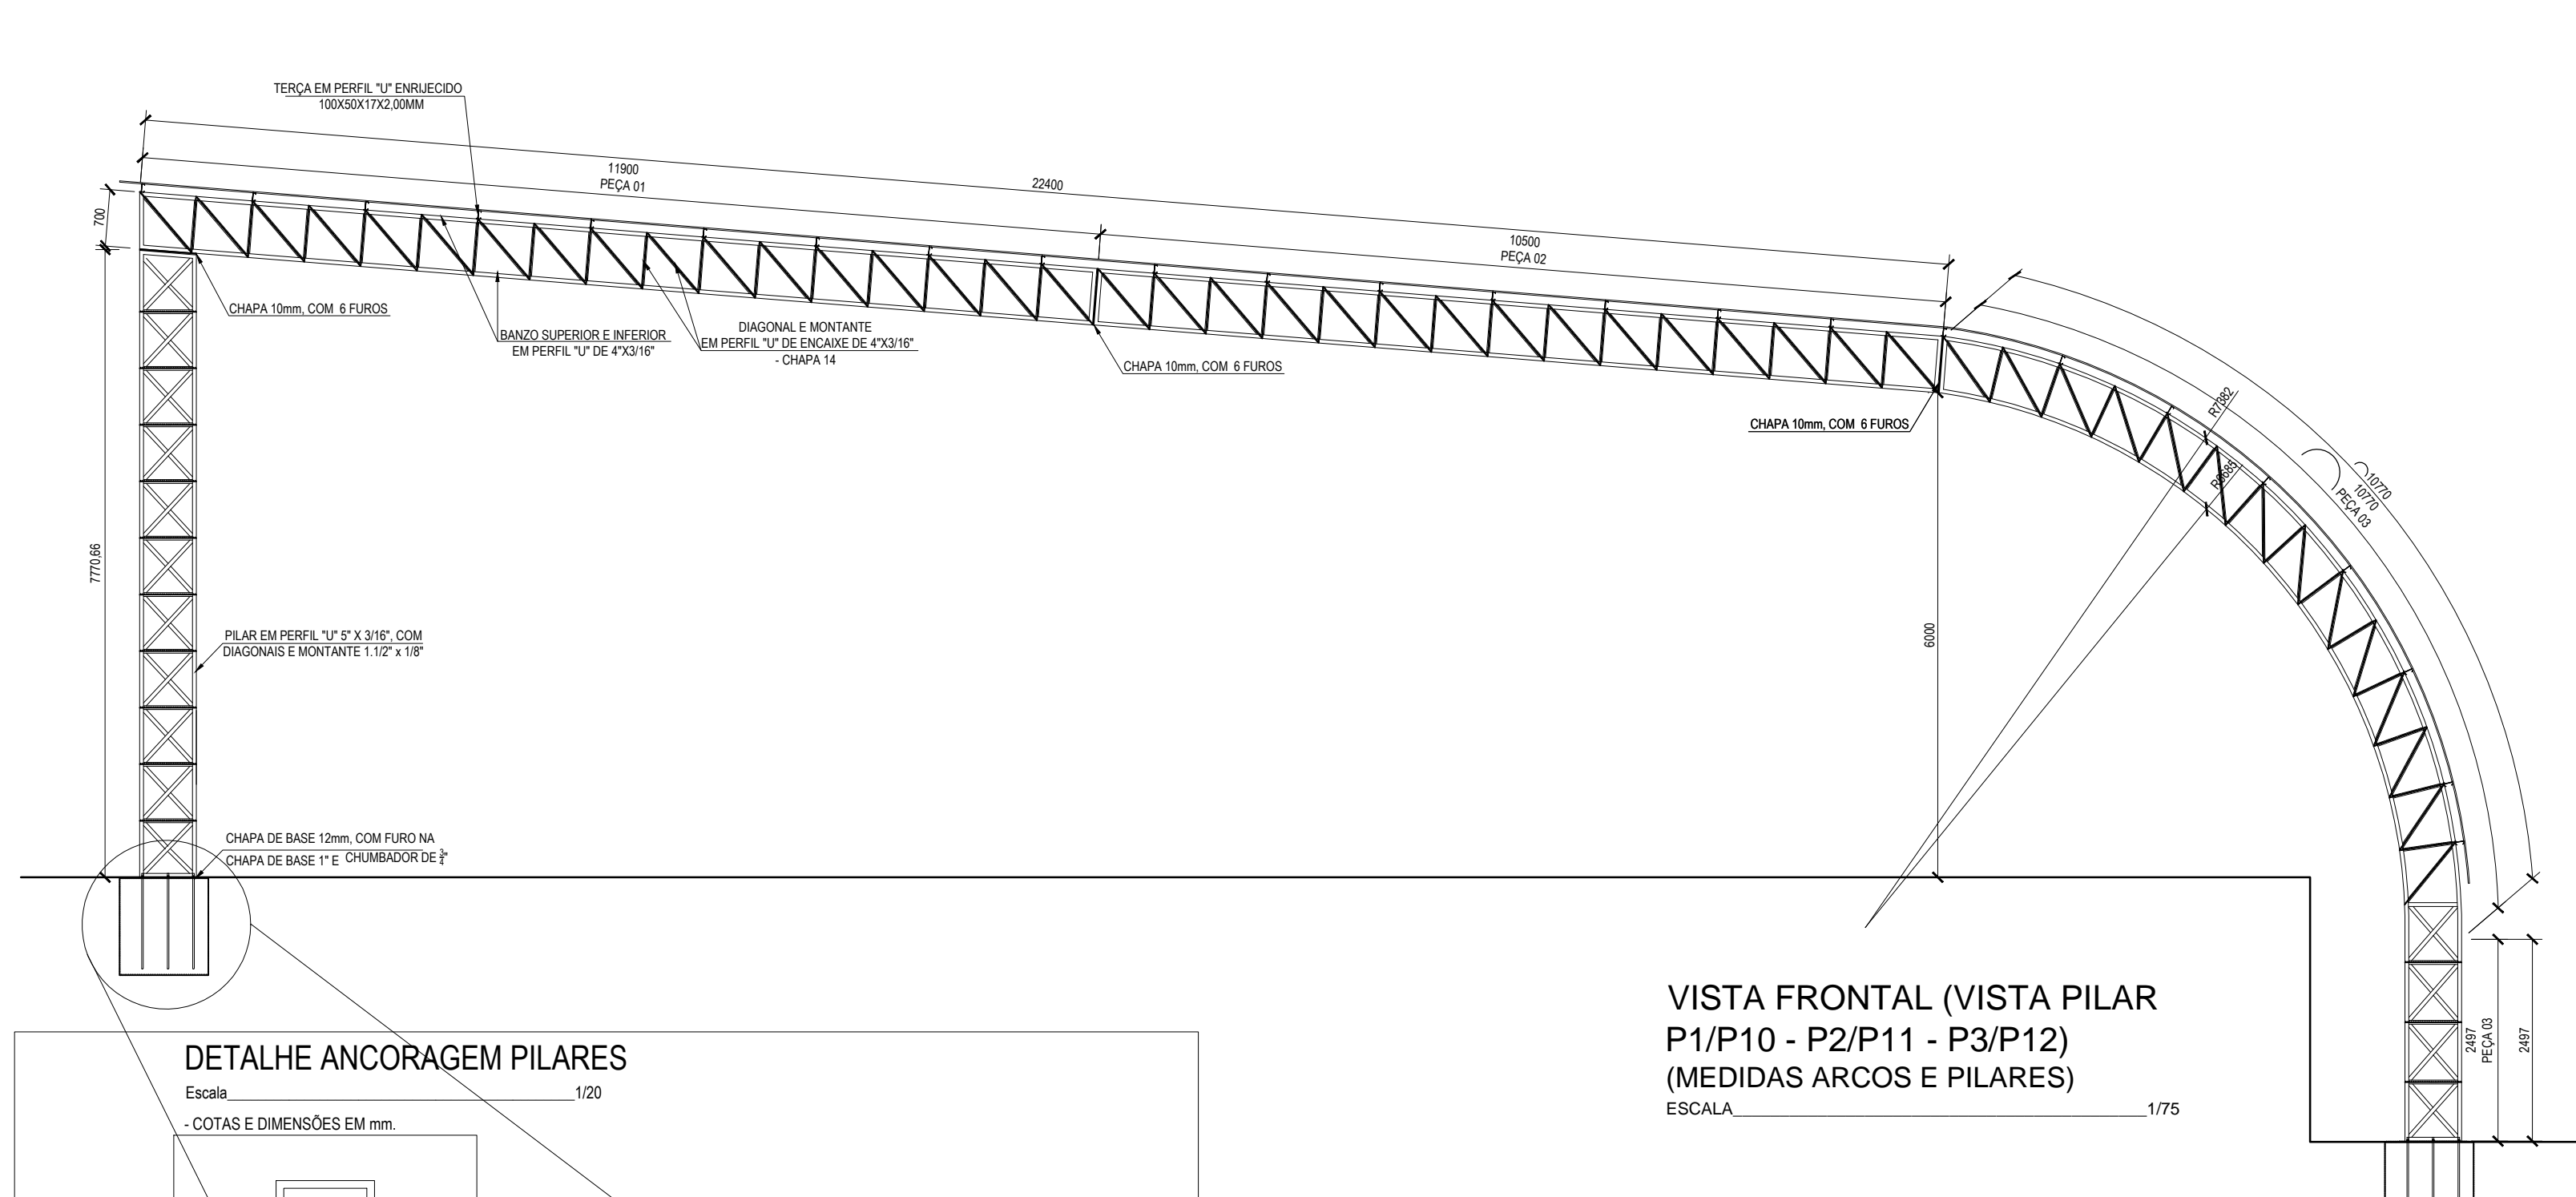 TERÇA EM PERFIL "U" ENRIJECIDO
100X50X17X2,00MM
11900
PEÇA 01
22400
700
10500
PEÇA 02
CHAPA 10mm, COM  6 FUROS
BANZO SUPERIOR E INFERIOR
EM PERFIL "U" DE 4"X3/16"
DIAGONAL E MONTANTE
EM PERFIL "U" DE ENCAIXE DE 4"X3/16"
- CHAPA 14
CHAPA 10mm, COM  6 FUROS
CHAPA 10mm, COM  6 FUROS
R7382
R6685
10770
10770
PEÇA 03
7770,66
6000
PILAR EM PERFIL "U" 5" X 3/16", COM
DIAGONAIS E MONTANTE 1.1/2" x 1/8"
CHAPA DE BASE 12mm, COM FURO NA
CHAPA DE BASE 1" E CHUMBADOR DE 3/4"
VISTA FRONTAL (VISTA PILAR
P1/P10 - P2/P11 - P3/P12)
(MEDIDAS ARCOS E PILARES)
ESCALA 1/75
2497
PEÇA 03
2497
DETALHE ANCORAGEM PILARES
Escala 1/20
- COTAS E DIMENSÕES EM mm.